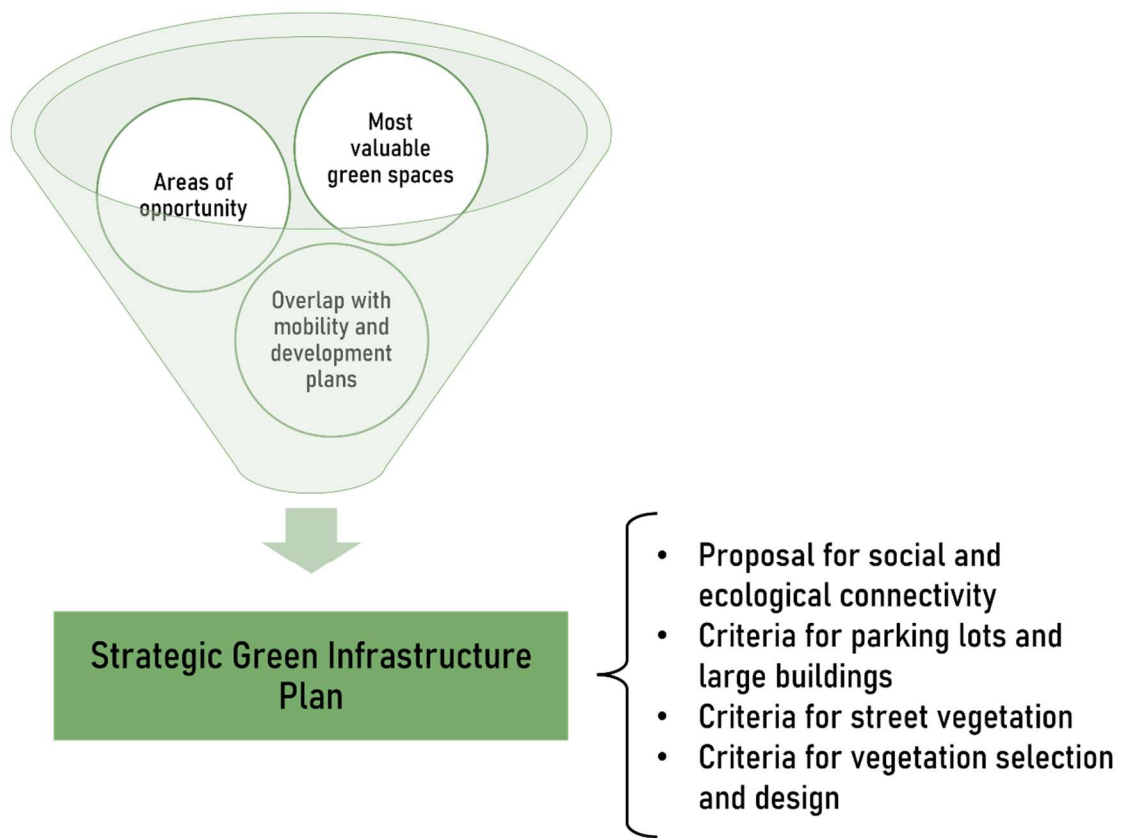 Most
valuable
green spaces
Areas of
opportunity
Overlap with
mobility and
development
plans
Strategic Green Infrastructure
Plan
• Proposal for social and
ecological connectivity
• Criteria for parking lots and
large buildings
• Criteria for street vegetation
• Criteria for vegetation selection
and design